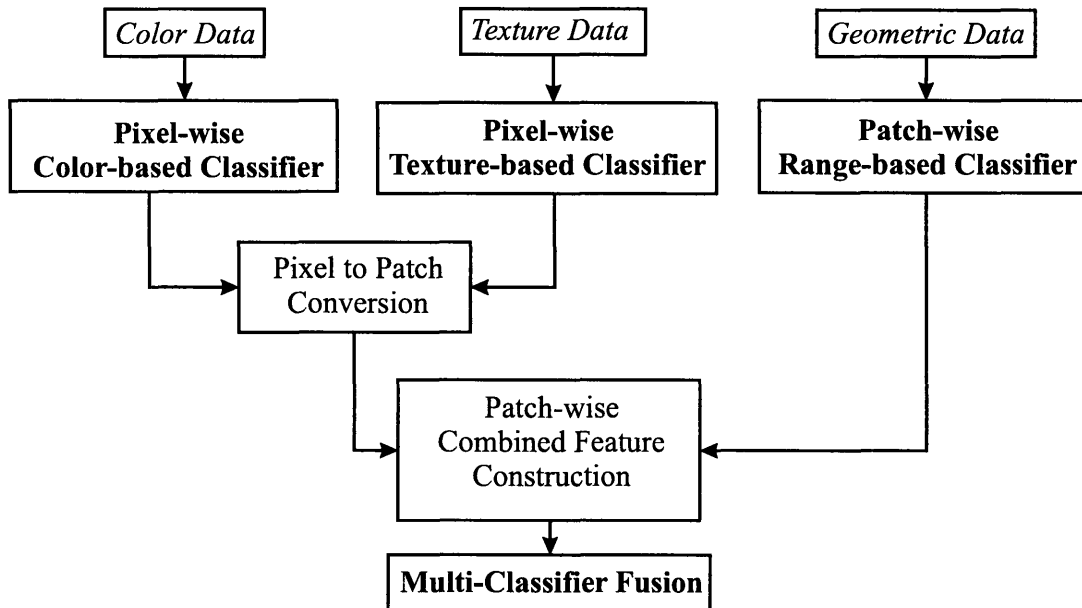 Color Data
Texture Data
Geometric Data
Pixel-wise
Color-based Classifier
Pixel-wise
Texture-based Classifier
Patch-wise
Range-based Classifier
Pixel to Patch
Conversion
Patch-wise
Combined Feature
Construction
Multi-Classifier Fusion